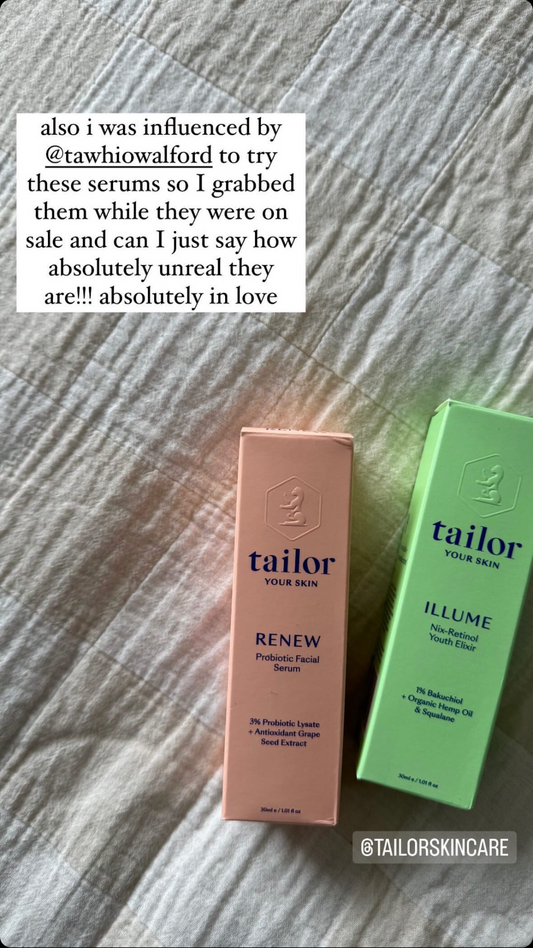 also i was influenced by
@tawhiowalford to try
these serums so I grabbed
them while they were on
sale and can I just say how
absolutely unreal they
are!!! absolutely in love
tailor
YOUR SKIN
RENEW
Probiotic Facial
Serum
3% Probiotic Lysate
+ Antioxidant Grape
Seed Extract
30ml e / 1.01 fl oz
tailor
YOUR SKIN
ILLUME
Nix-Retinol
Youth Elixir
1% Bakuchiol
+ Organic Hemp Oil
& Squalane
30ml e / 1.01 fl oz
@TAILORSKINCARE